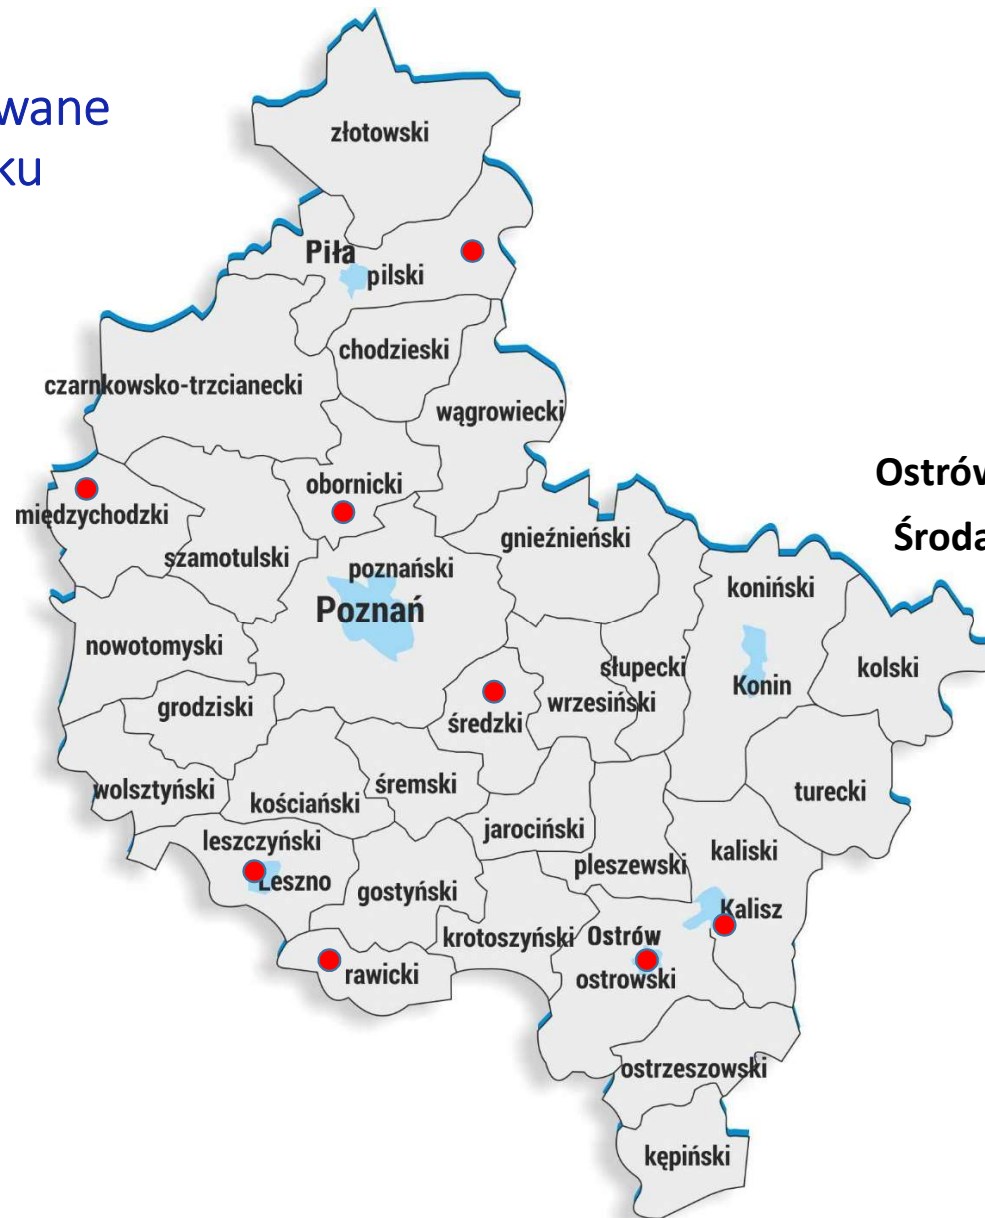 wane
ku
złotowski
Piła
pilski
chodzieski
czarnkowsko-trzcianecki
wągrowiecki
Ostrów
obornicki
międzychodzki
Środa
gnieźnieński
szamotulski
poznański
koniński
Poznań
nowotomyski
słupecki
kolski
Konin
wrzesiński
grodziski
średzki
śremski
wolsztyński
turecki
kościański
jarociński
leszczyński
kaliski
pleszewski
Leszno
gostyński
Kalisz
krotoszyński
Ostrów
rawicki
ostrowski
ostrzeszowski
kępiński